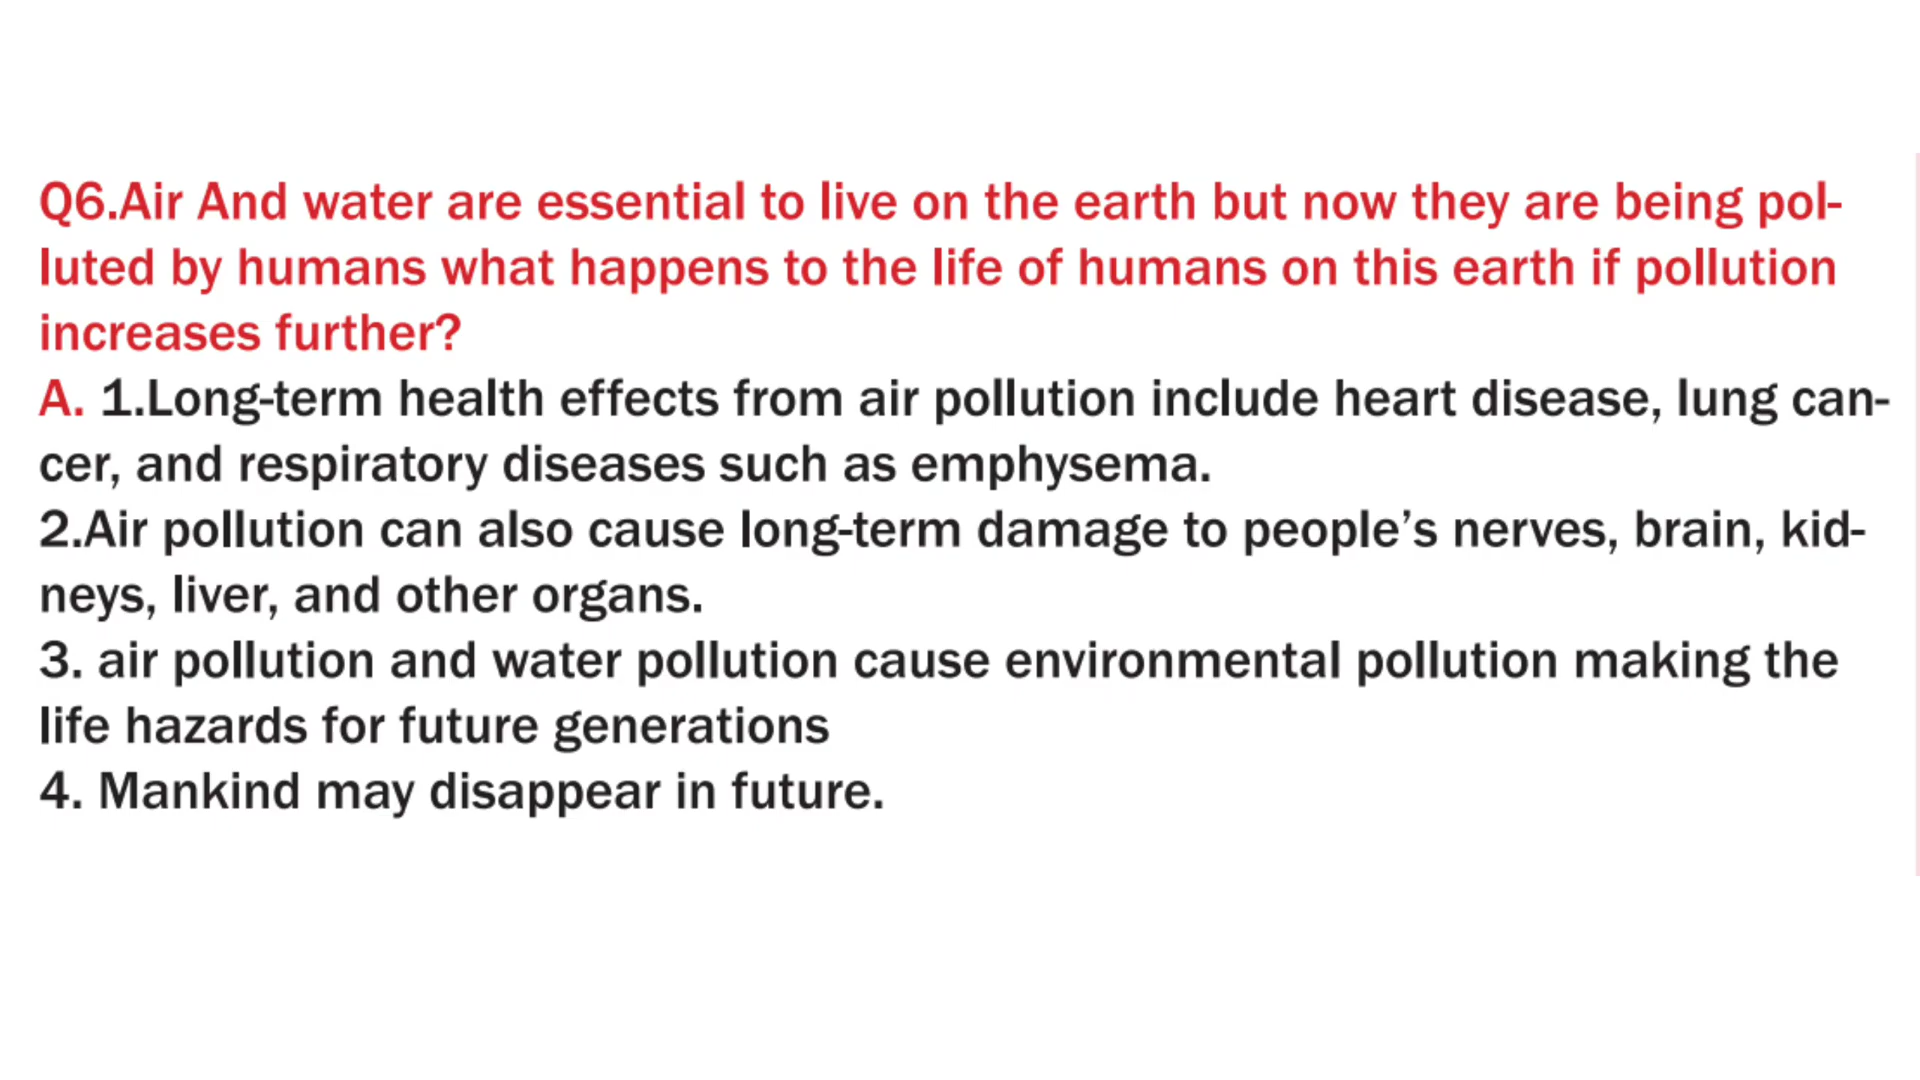 Q6.Air And water are essential to live on the earth but now they are being pol-
luted by humans what happens to the life of humans on this earth if pollution
increases further?
A. 1.Long-term health effects from air pollution include heart disease, lung can-
cer, and respiratory diseases such as emphysema.
2.Air pollution can also cause long-term damage to people’s nerves, brain, kid-
neys, liver, and other organs.
3. air pollution and water pollution cause environmental pollution making the
life hazards for future generations
4. Mankind may disappear in future.